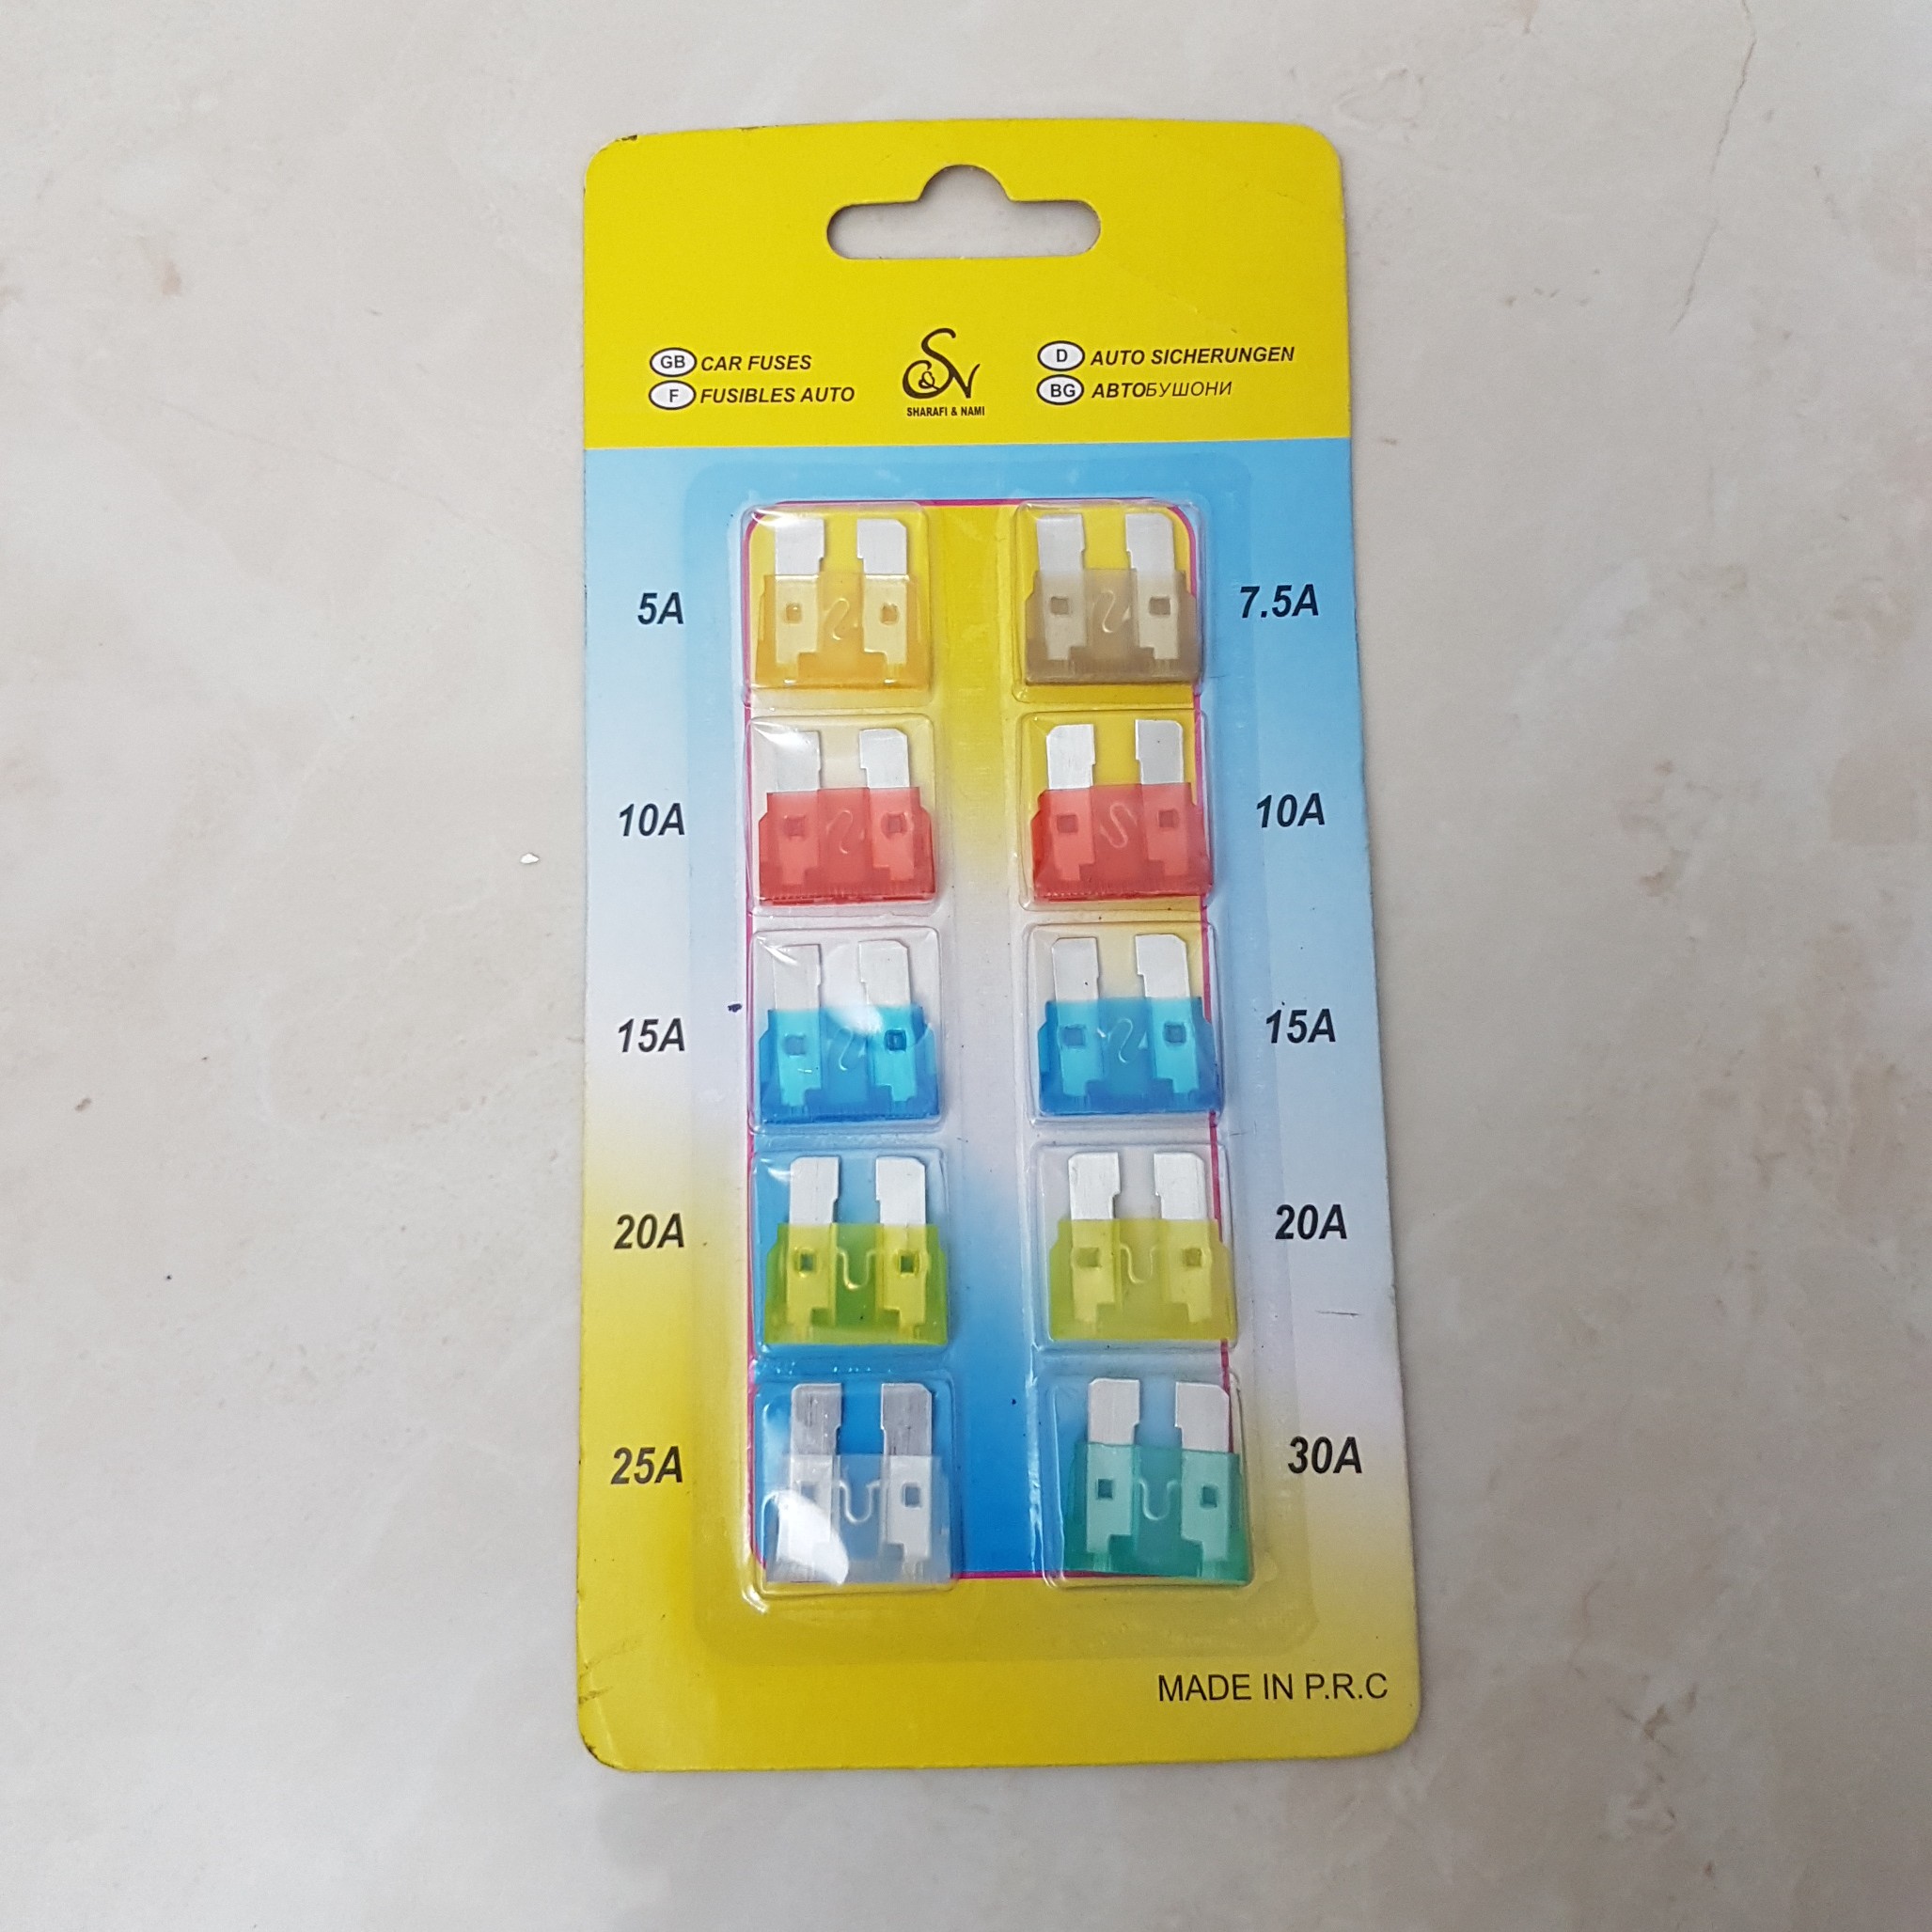 GB CAR FUSES
F FUSIBLES AUTO
S&N
SHARAFI & NAMI
D AUTO SICHERUNGEN
BG АВТОБУШОНИ
5A
7.5A
10A
10A
15A
15A
20A
20A
25A
30A
MADE IN P.R.C